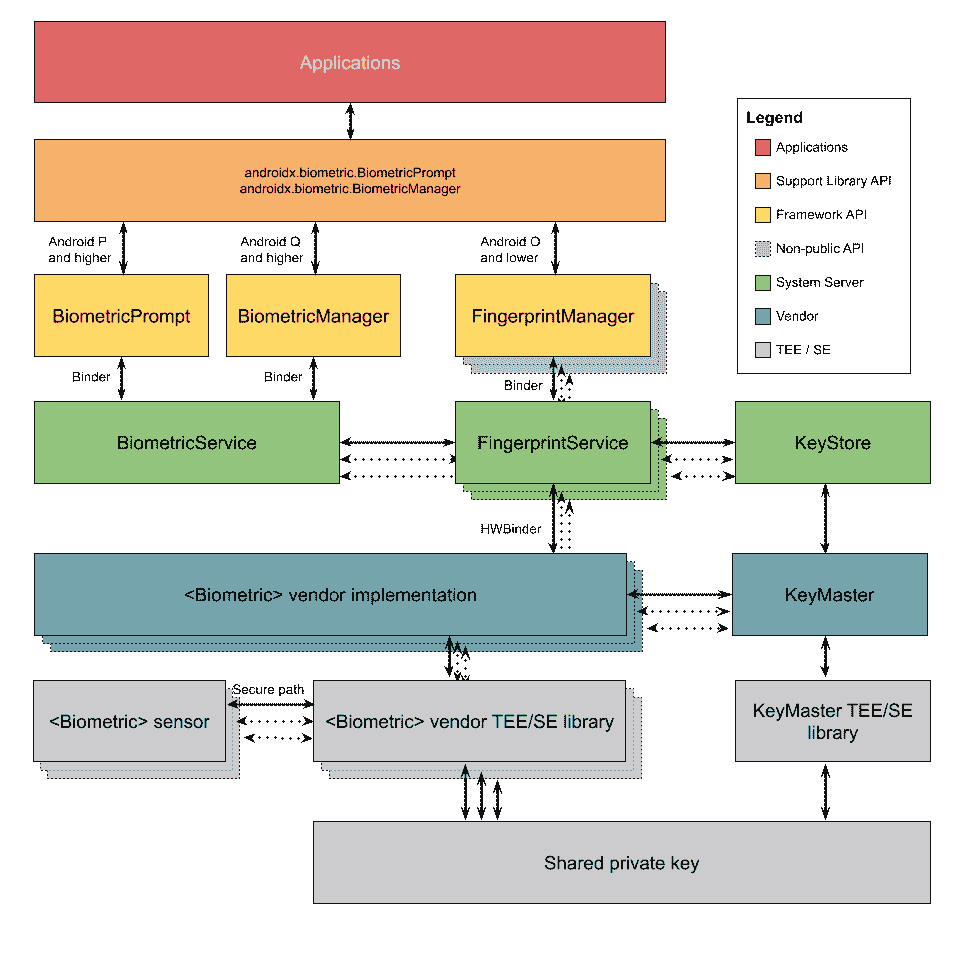 Applications
Legend
Applications
androidx.biometric.BiometricPrompt
androidx.biometric.BiometricManager
Support Library API
Framework API
Non-public API
System Server
Vendor
TEE / SE
Android P
and higher
Android Q
and higher
Android O
and lower
BiometricPrompt
BiometricManager
FingerprintManager
Binder
Binder
Binder
BiometricService
FingerprintService
KeyStore
HWBinder
<Biometric> vendor implementation
KeyMaster
Secure path
<Biometric> sensor
<Biometric> vendor TEE/SE library
KeyMaster TEE/SE
library
Shared private key